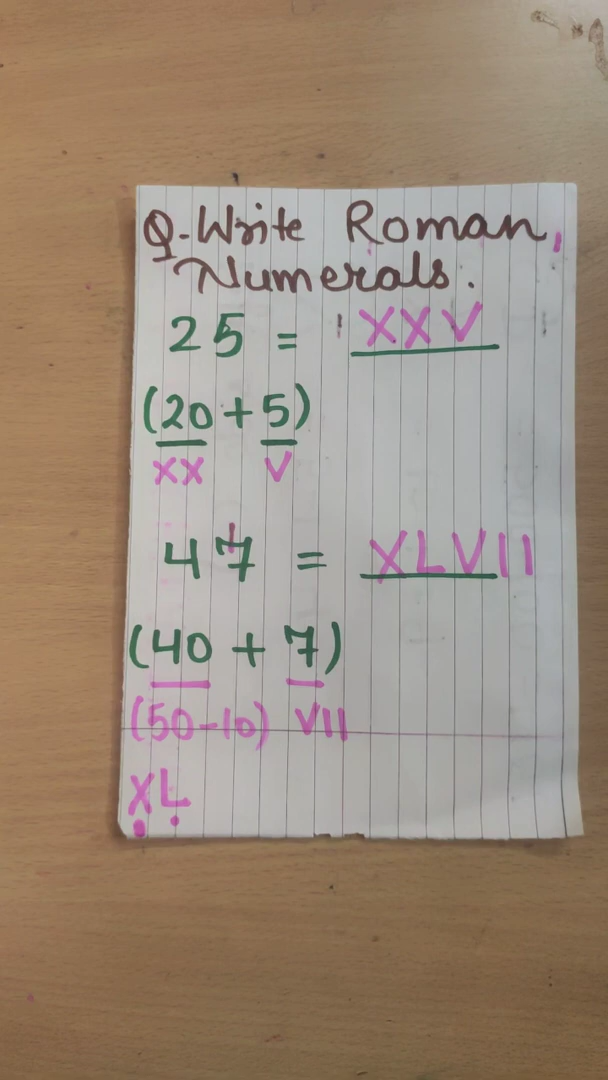 Q.Write Roman
Numerals.
25 = XXV
(20+5)
XX V
47 = XLVII
(40 + 7)
(50-10) VII
XL